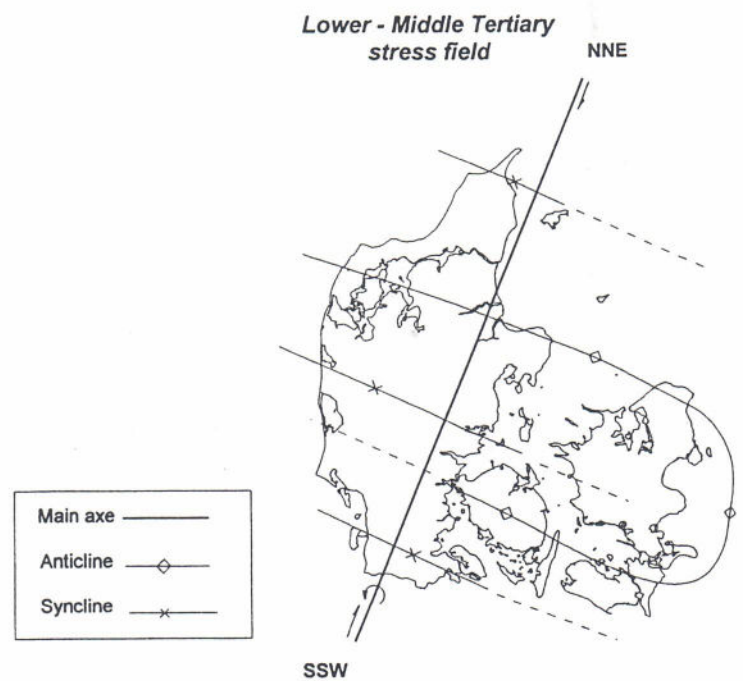 Lower - Middle Tertiary
stress field
NNE
Main axe
Anticline
Syncline
SSW